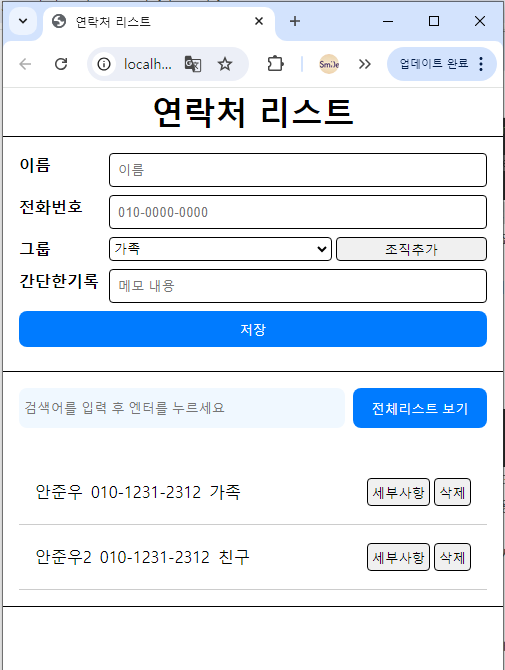 연락처 리스트
localh...
Smile
업데이트 완료
연락처 리스트
이름
이름
전화번호
010-0000-0000
그룹
가족
조직추가
간단한기록
메모 내용
저장
검색어를 입력 후 엔터를 누르세요
전체리스트 보기
안준우 010-1231-2312 가족
세부사항
삭제
안준우2 010-1231-2312 친구
세부사항
삭제